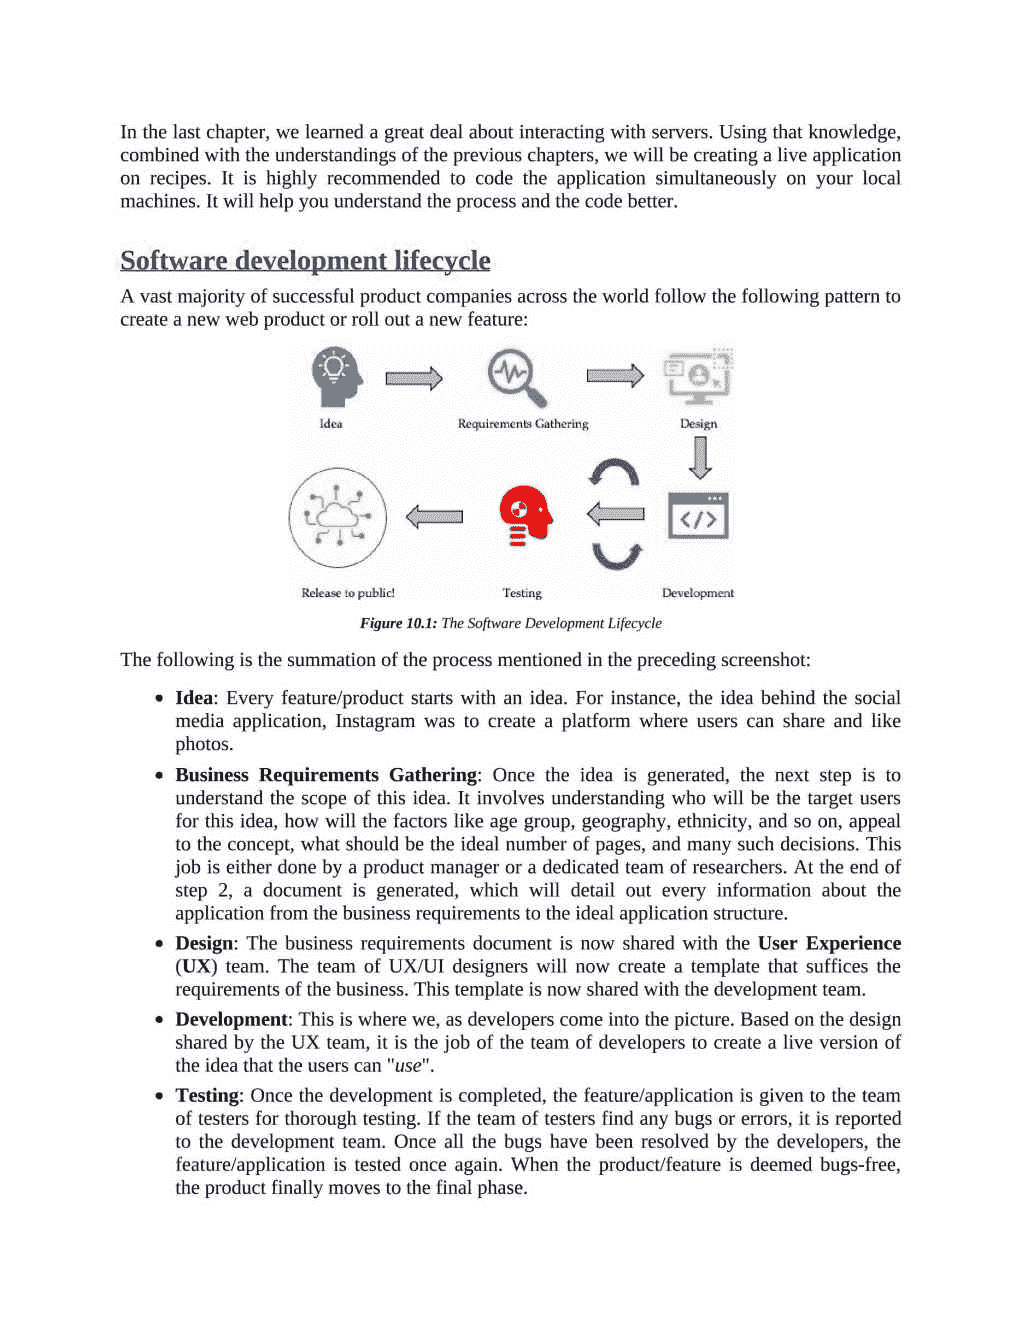 In the last chapter, we learned a great deal about interacting with servers. Using that knowledge,
combined with the understandings of the previous chapters, we will be creating a live application
on recipes. It is highly recommended to code the application simultaneously on your local
machines. It will help you understand the process and the code better.
Software development lifecycle
A vast majority of successful product companies across the world follow the following pattern to
create a new web product or roll out a new feature:
Idea
Requirements Gathering
Design
</>
Release to public!
Testing
Development
Figure 10.1: The Software Development Lifecycle
The following is the summation of the process mentioned in the preceding screenshot:
• Idea: Every feature/product starts with an idea. For instance, the idea behind the social
media application, Instagram was to create a platform where users can share and like
photos.
• Business Requirements Gathering: Once the idea is generated, the next step is to
understand the scope of this idea. It involves understanding who will be the target users
for this idea, how will the factors like age group, geography, ethnicity, and so on, appeal
to the concept, what should be the ideal number of pages, and many such decisions. This
job is either done by a product manager or a dedicated team of researchers. At the end of
step 2, a document is generated, which will detail out every information about the
application from the business requirements to the ideal application structure.
• Design: The business requirements document is now shared with the User Experience
(UX) team. The team of UX/UI designers will now create a template that suffices the
requirements of the business. This template is now shared with the development team.
• Development: This is where we, as developers come into the picture. Based on the design
shared by the UX team, it is the job of the team of developers to create a live version of
the idea that the users can "use".
• Testing: Once the development is completed, the feature/application is given to the team
of testers for thorough testing. If the team of testers find any bugs or errors, it is reported
to the development team. Once all the bugs have been resolved by the developers, the
feature/application is tested once again. When the product/feature is deemed bugs-free,
the product finally moves to the final phase.